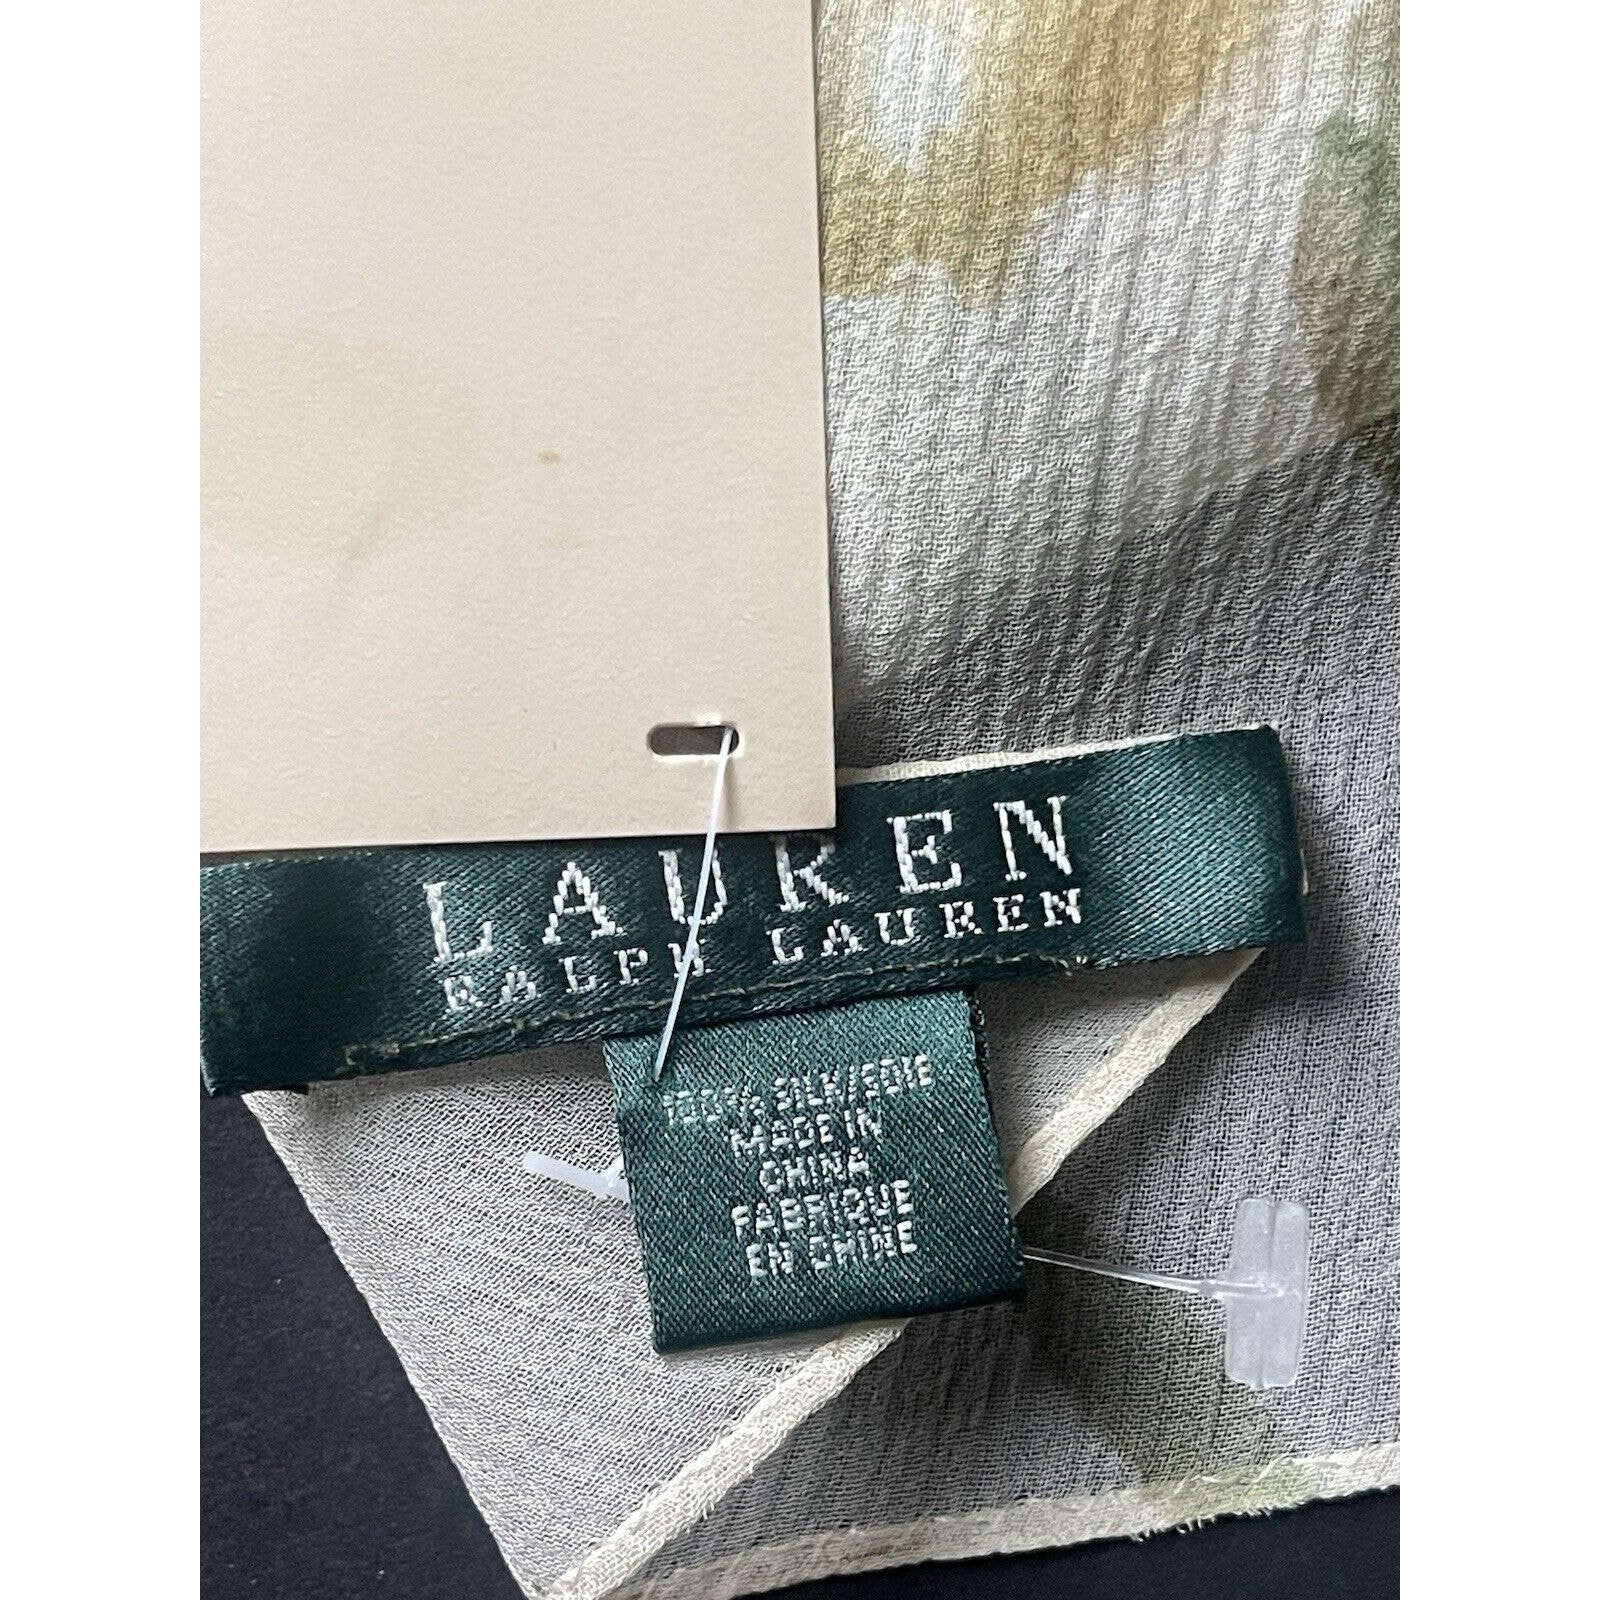 LAUREN
RALPH LAUREN
100% SILK/SOIE
MADE IN
CHINA
FABRIQUE
EN CHINE